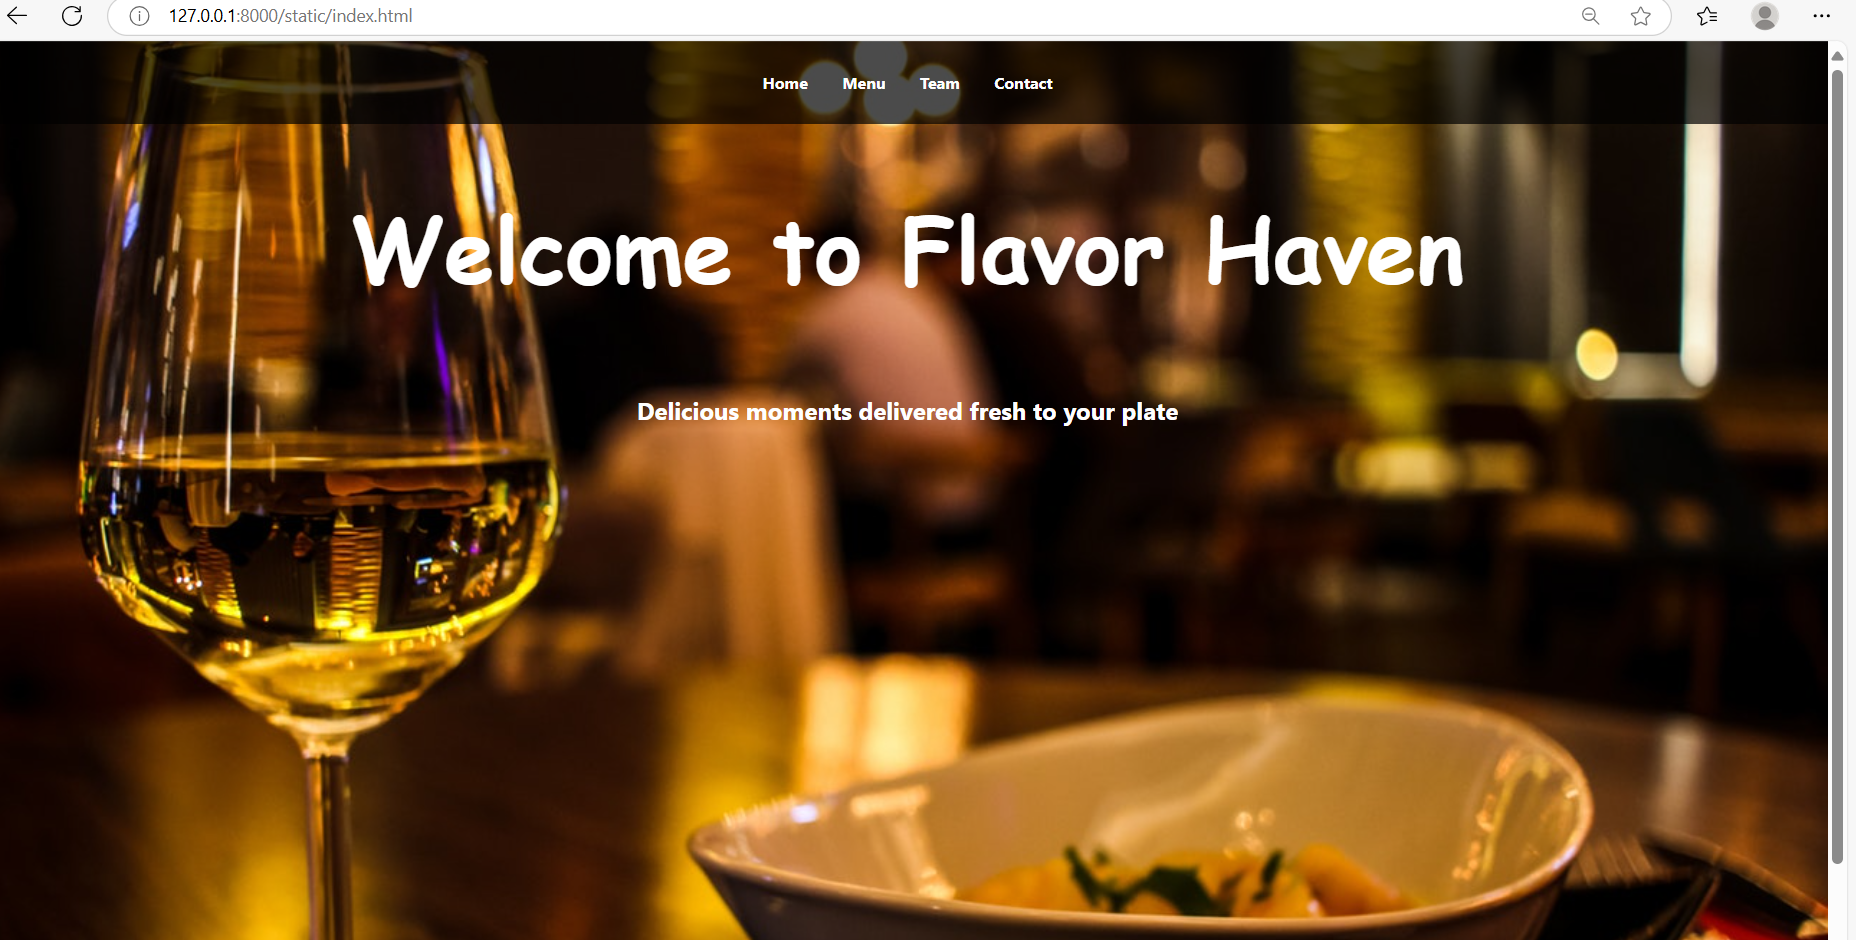 127.0.0.1:8000/static/index.html
Home Menu Team Contact
Welcome to Flavor Haven
Delicious moments delivered fresh to your plate